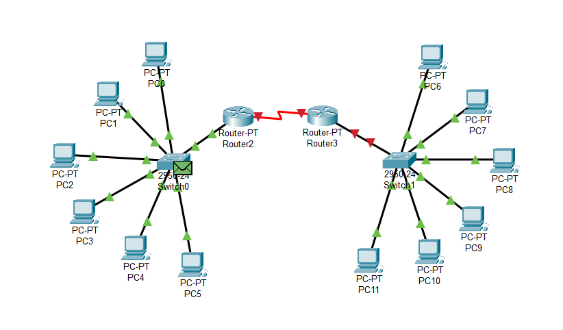 PC-PT
PC0
PC-PT
PC1
PC-PT
PC2
PC-PT
PC3
PC-PT
PC4
PC-PT
PC5
2950-24
Switch0
Router-PT
Router2
Router-PT
Router3
2950-24
Switch1
PC-PT
PC6
PC-PT
PC7
PC-PT
PC8
PC-PT
PC9
PC-PT
PC10
PC-PT
PC11